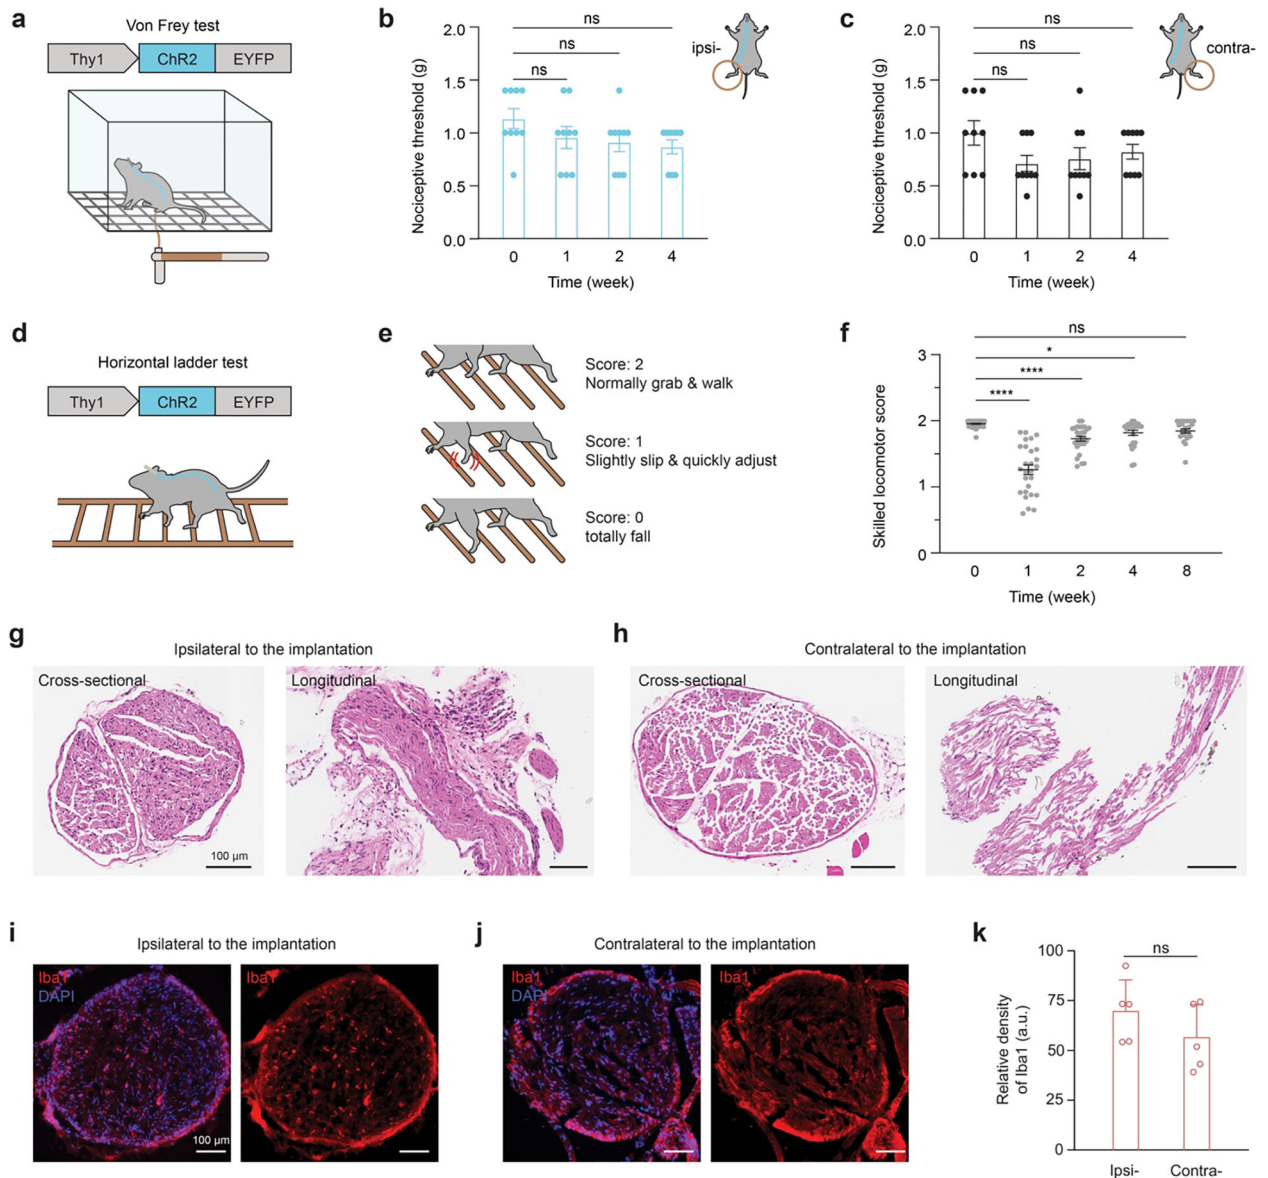 a
Von Frey test
Thy1 ChR2 EYFP
b
Nociceptive threshold (g)
2.0
1.5
1.0
0.5
0.0
ns
ns
ns
0 1 2 4
Time (week)
ipsi-
c
Nociceptive threshold (g)
2.0
1.5
1.0
0.5
0.0
ns
ns
ns
0 1 2 4
Time (week)
contra-
d
Horizontal ladder test
Thy1 ChR2 EYFP
e
Score: 2
Normally grab & walk
Score: 1
Slightly slip & quickly adjust
Score: 0
totally fall
f
Skilled locomotor score
3
2
1
0
ns
*
****
****
0 1 2 4 8
Time (week)
g
Ipsilateral to the implantation
Cross-sectional
100 µm
Longitudinal
h
Contralateral to the implantation
Cross-sectional
Longitudinal
i
Ipsilateral to the implantation
Iba1
DAPI
100 µm
Iba1
j
Contralateral to the implantation
Iba1
DAPI
Iba1
k
Relative density
of Iba1 (a.u.)
100
75
50
25
0
ns
Ipsi- Contra-